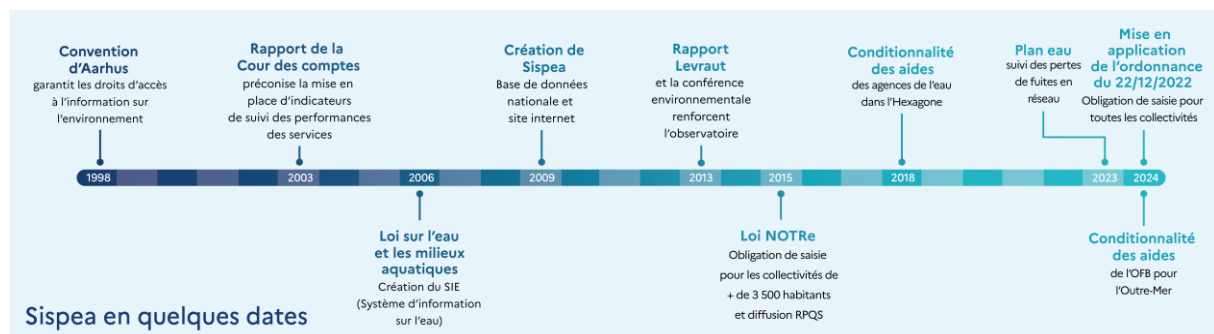 Convention
d'Aarhus
garantit les droits d'accès
à l'information sur
l'environnement
Rapport de la
Cour des comptes
préconise la mise en
place d'indicateurs
de suivi des performances
des services
Création de
Sispea
Base de données
nationale et
site internet
Rapport
Levraut
et la conférence
environnementale
renforcent
l'observatoire
Conditionnalité
des aides
des agences de l'eau
dans l'Hexagone
Plan eau
suivi des pertes
de fuites en
réseau
Mise en
application
de l'ordonnance
du 22/12/2022
Obligation de saisie pour
toutes les collectivités
1998 2003 2006 2009 2013 2015 2018 2023 2024
Loi sur l'eau
et les milieux
aquatiques
Création du SIE
(Système d'information
sur l'eau)
Loi NOTRe
Obligation de saisie
pour les collectivités de
+ de 3 500 habitants
et diffusion RPQS
Conditionnalité
des aides
de l'OFB pour
l'Outre-Mer
Sispea en quelques dates